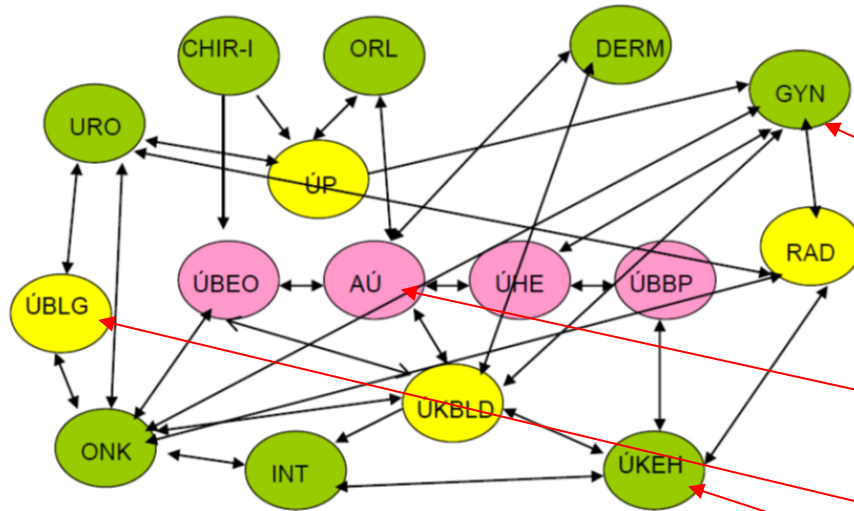 CHIR-I
ORL
DERM
GYN
URO
ÚP
RAD
ÚBEO
AÚ
ÚHE
ÚBBP
ÚBLG
ÚKBLD
ONK
INT
ÚKEH